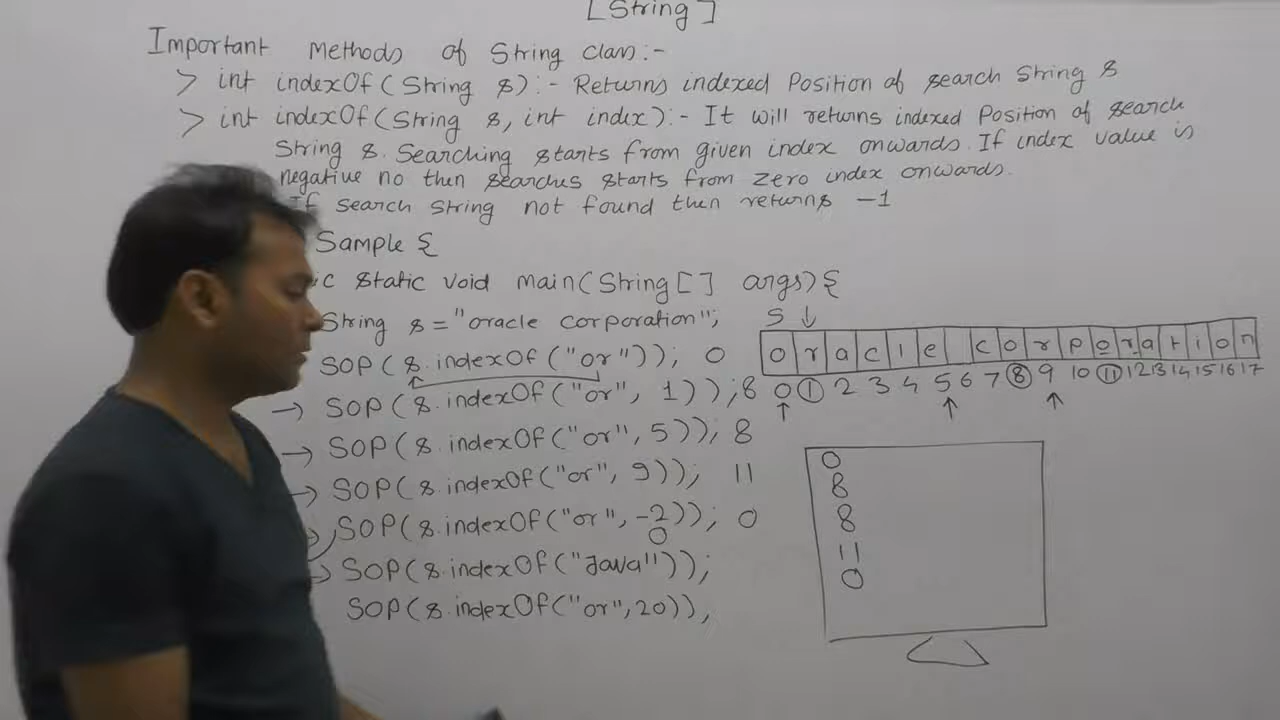 [String]
Important Methods of String class:-
> int indexOf(String s):- Returns indexed Position of search String s
> int indexOf(String s, int index):- It will returns indexed Position of search
String s. Searching starts from given index onwards. If index value is
negative no then searches starts from zero index onwards.
If search string not found then returns -1
Sample {
c static void main(String[] args){
String s="oracle corporation";
SOP(s.indexOf("or")); 0
→ SOP(s.indexOf("or", 1)); 8
→ SOP(s.indexOf("or", 5)); 8
→ SOP(s.indexOf("or", 9)); 11
SOP(s.indexOf("or", -2)); 0
0
→ SOP(s.indexOf("Java"));
SOP(s.indexOf("or",20)),
S ↓
o r a c l e c o r p o r a t i o n
0 1 2 3 4 5 6 7 8 9 10 11 12 13 14 15 16 17
↑ ↑ ↑
0
8
8
11
0